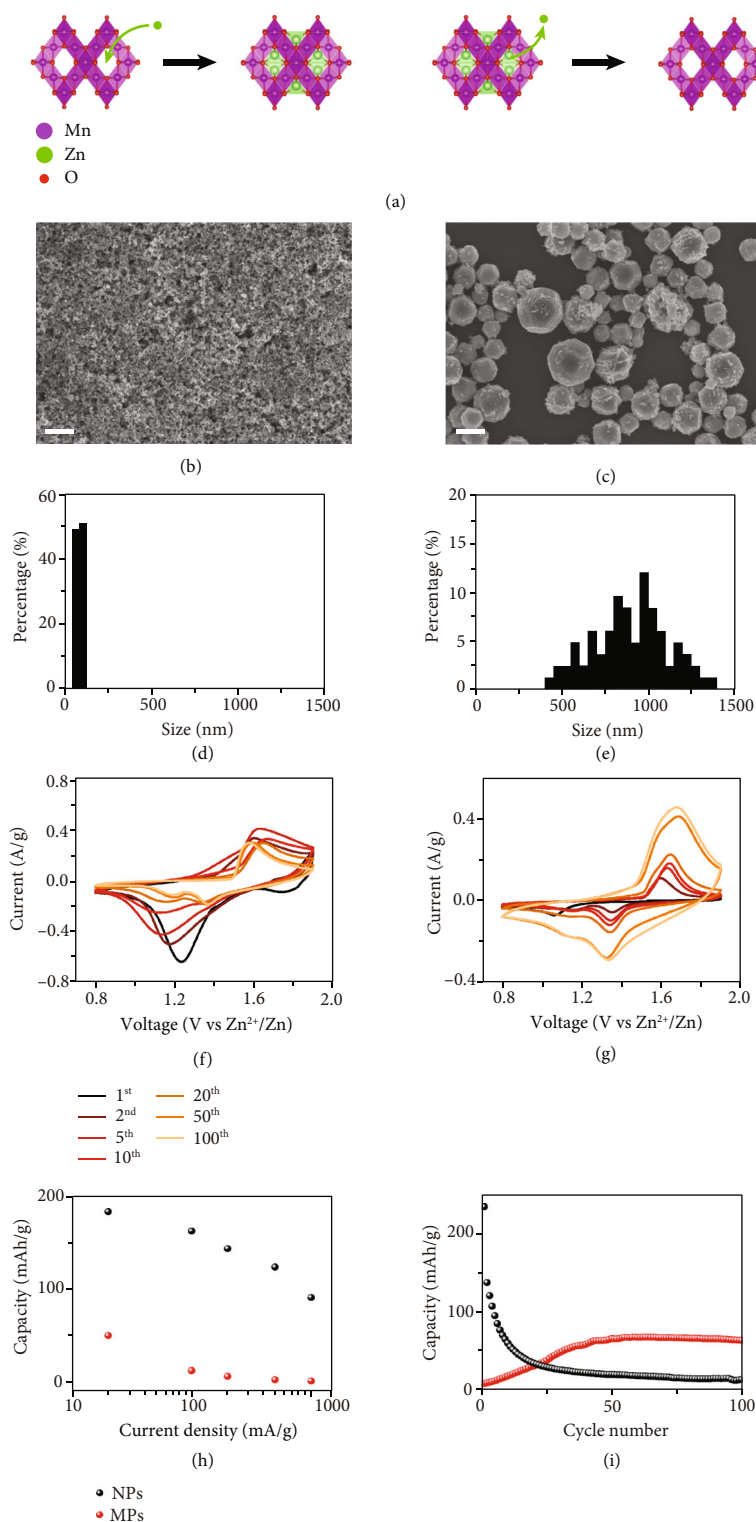 Mn
Zn
O
(a)
(b)
(c)
60
40
20
0
Percentage (%)
0
500
1000
1500
Size (nm)
(d)
20
15
10
5
0
Percentage (%)
0
500
1000
1500
Size (nm)
(e)
0.8
0.4
0.0
−0.4
−0.8
Current (A/g)
0.8
1.2
1.6
2.0
Voltage (V vs Zn²⁺/Zn)
(f)
0.4
0.0
−0.4
Current (A/g)
0.8
1.2
1.6
2.0
Voltage (V vs Zn²⁺/Zn)
(g)
1ˢᵗ
2ⁿᵈ
5ᵗʰ
10ᵗʰ
20ᵗʰ
50ᵗʰ
100ᵗʰ
200
100
0
Capacity (mAh/g)
10
100
1000
Current density (mA/g)
(h)
200
100
0
Capacity (mAh/g)
0
50
100
Cycle number
(i)
NPs
MPs